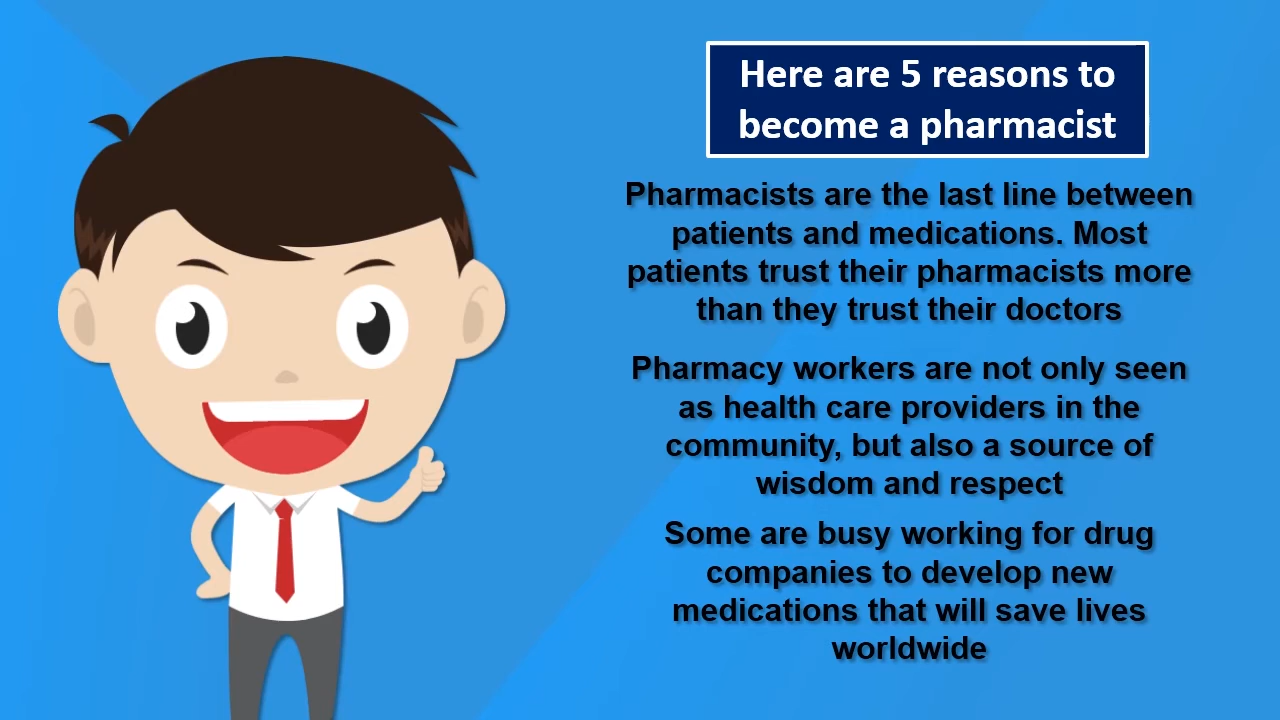 Here are 5 reasons to
become a pharmacist
Pharmacists are the last line between
patients and medications. Most
patients trust their pharmacists more
than they trust their doctors
Pharmacy workers are not only seen
as health care providers in the
community, but also a source of
wisdom and respect
Some are busy working for drug
companies to develop new
medications that will save lives
worldwide